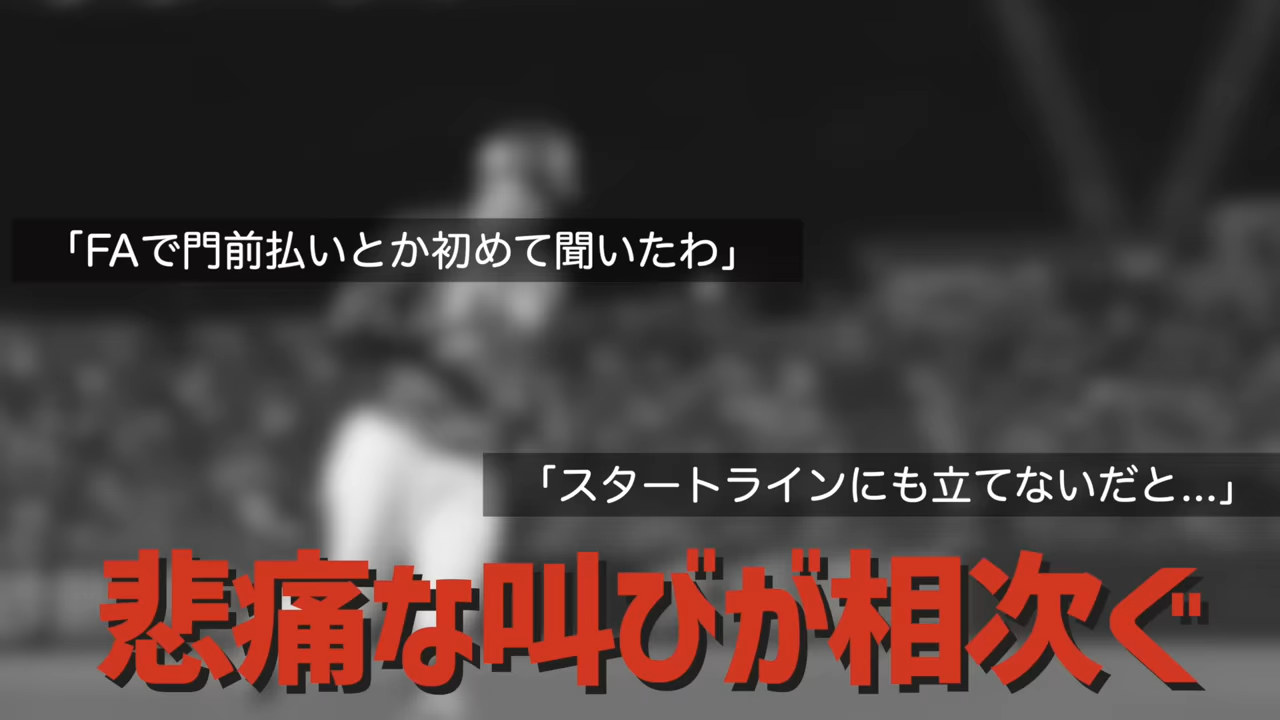 「FAで門前払いとか初めて聞いたわ」
「スタートラインにも立てないだと...」
悲痛な叫びが相次ぐ